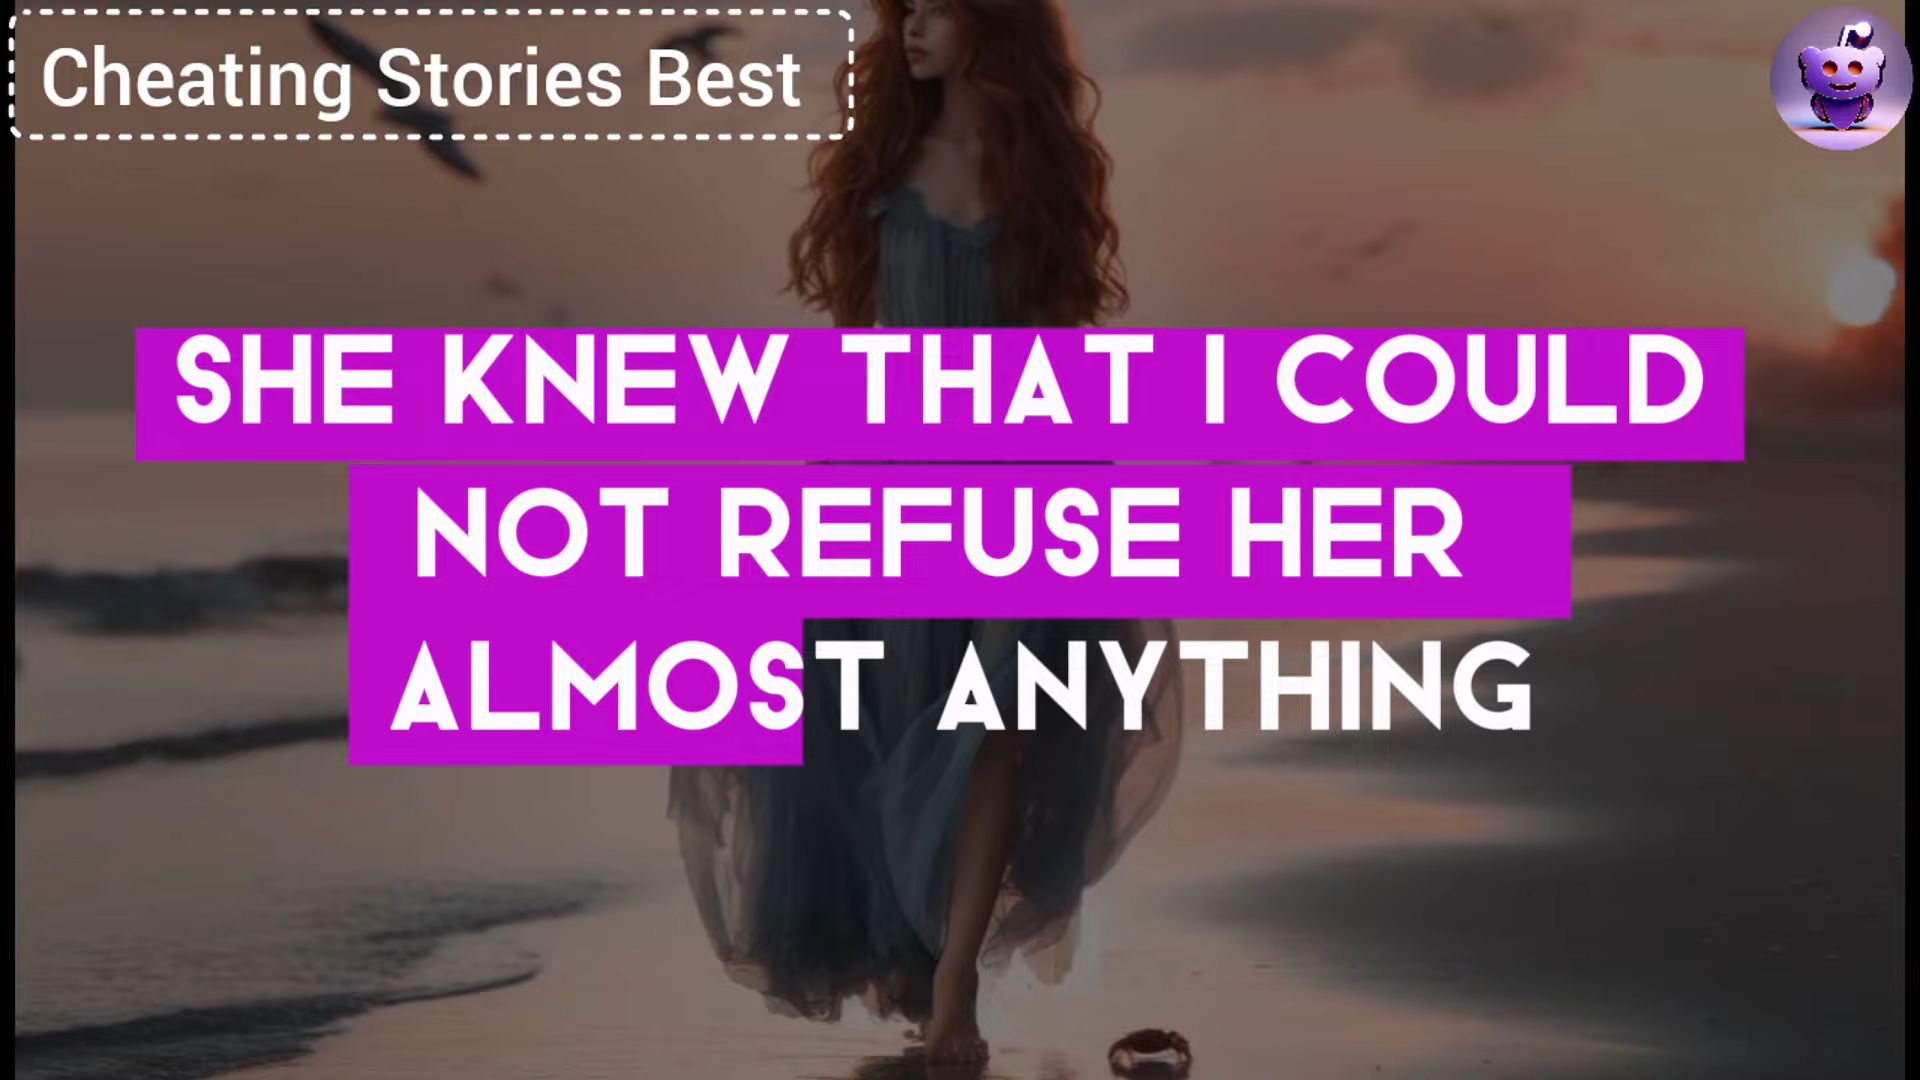 Cheating Stories Best
SHE KNEW THAT I COULD
NOT REFUSE HER
ALMOST ANYTHING